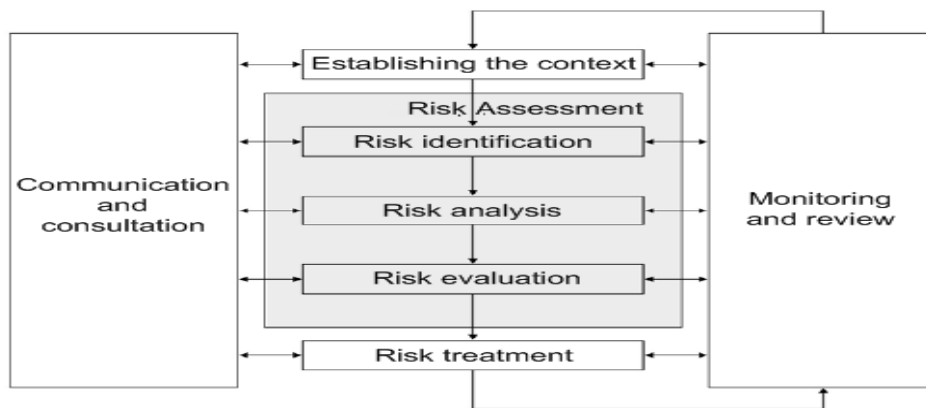 Establishing the context
Risk Assessment
Risk identification
Communication
and
consultation
Risk analysis
Monitoring
and review
Risk evaluation
Risk treatment